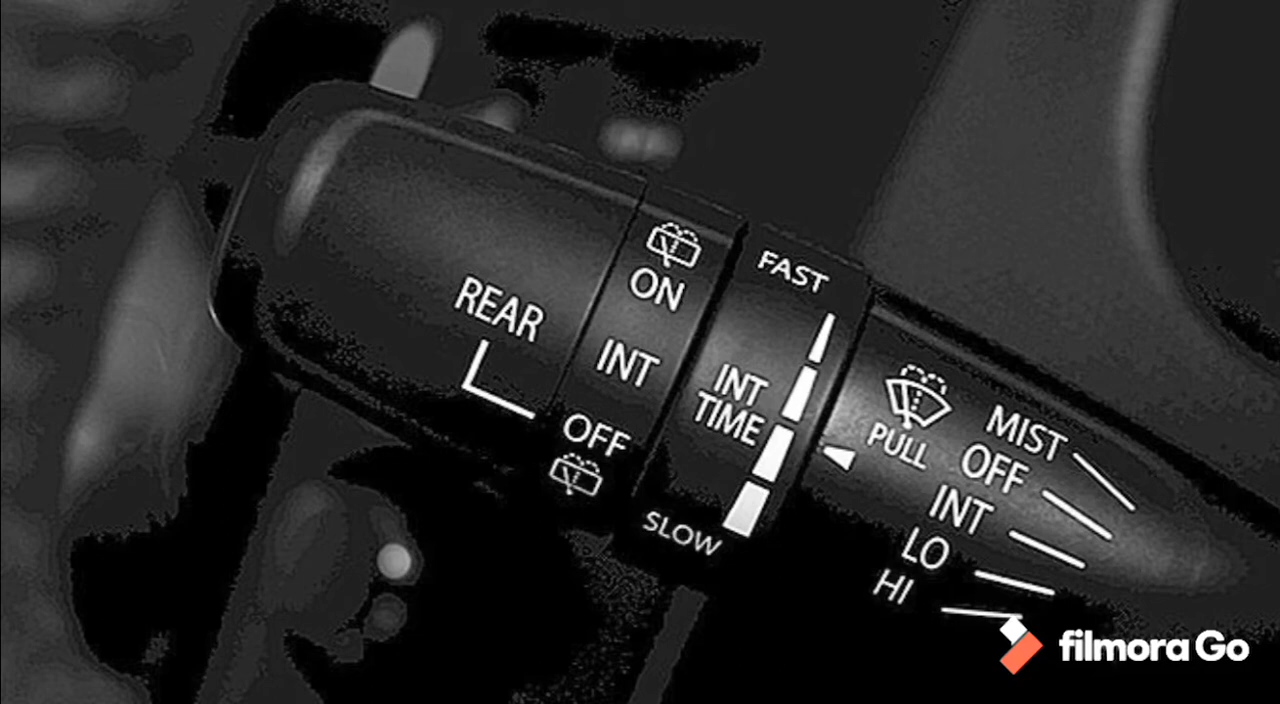 REAR
ON
INT
OFF
FAST
INT
TIME
SLOW
PULL
MIST
OFF
INT
LO
HI
filmora Go